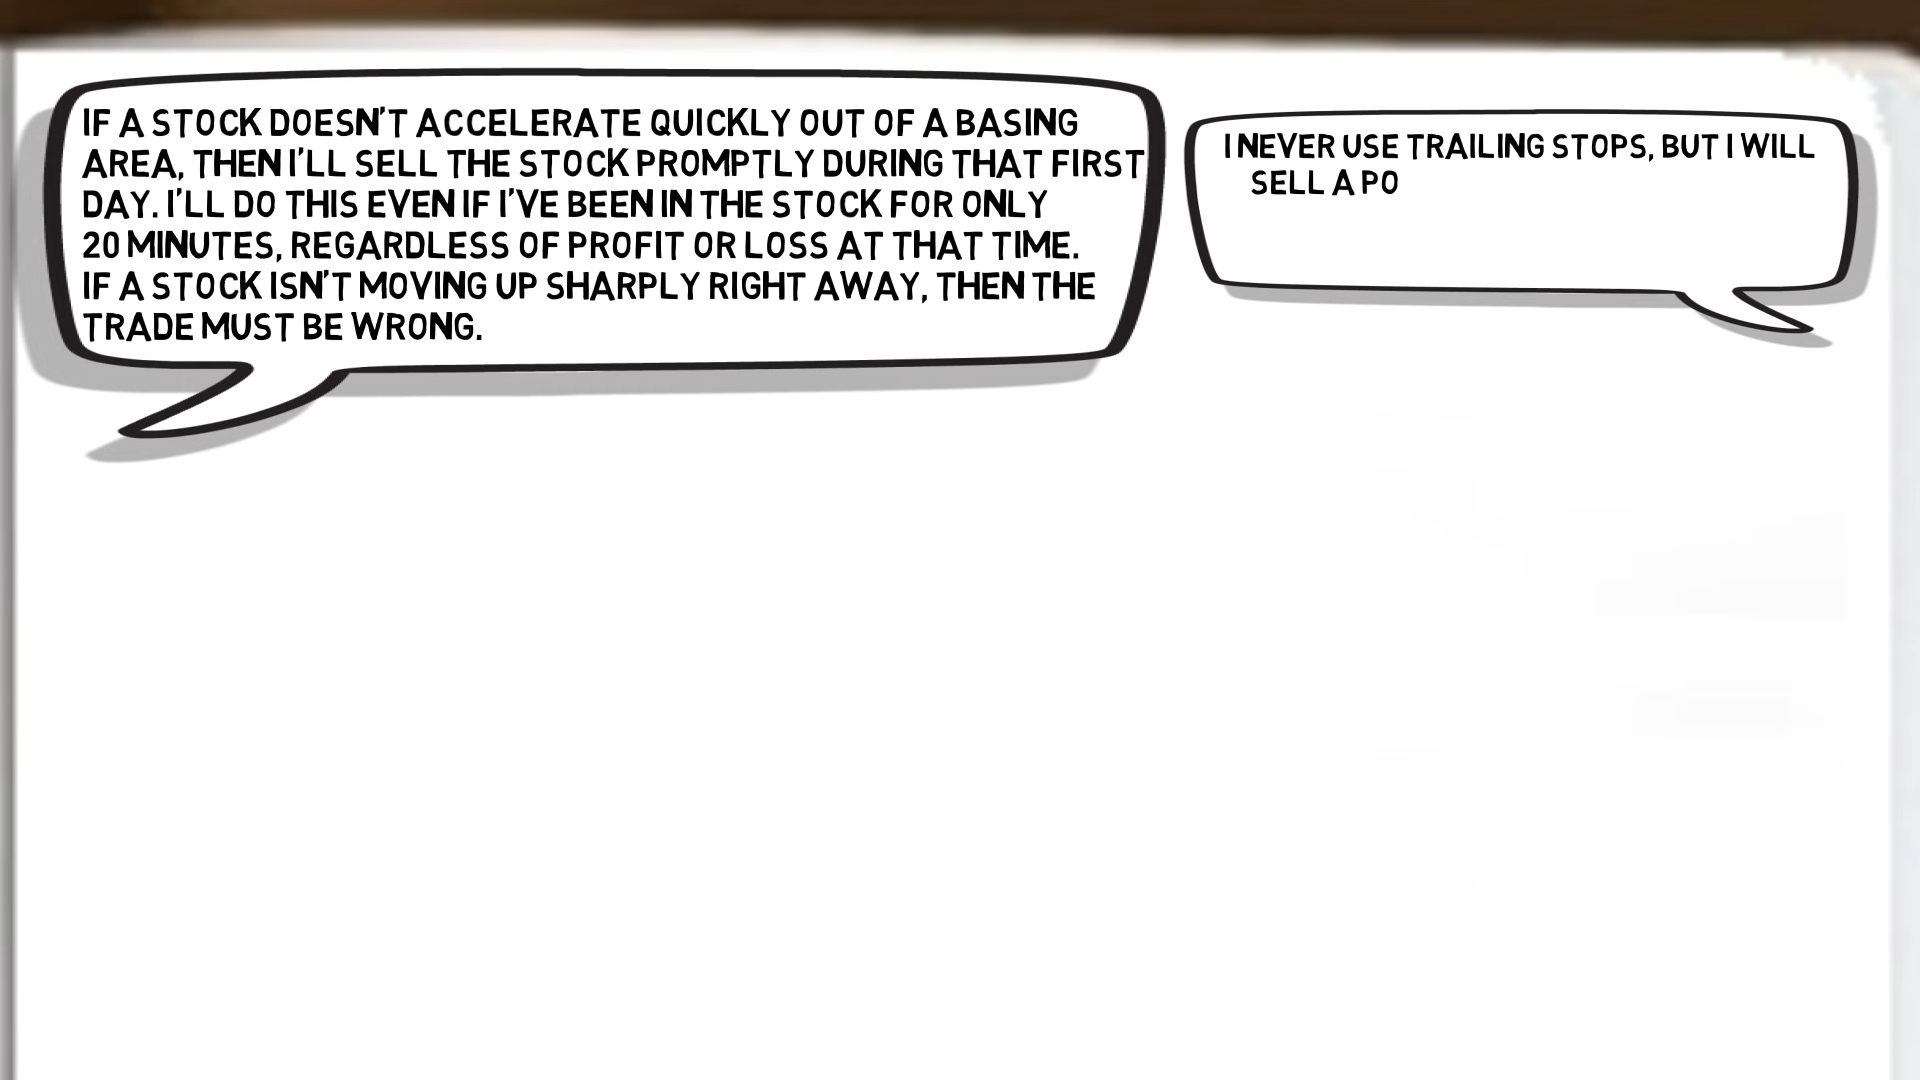 IF A STOCK DOESN'T ACCELERATE QUICKLY OUT OF A BASING
AREA, THEN I'LL SELL THE STOCK PROMPTLY DURING THAT FIRST
DAY. I'LL DO THIS EVEN IF I'VE BEEN IN THE STOCK FOR ONLY
20 MINUTES, REGARDLESS OF PROFIT OR LOSS AT THAT TIME.
IF A STOCK ISN'T MOVING UP SHARPLY RIGHT AWAY, THEN THE
TRADE MUST BE WRONG.
I NEVER USE TRAILING STOPS, BUT I WILL
SELL A PO